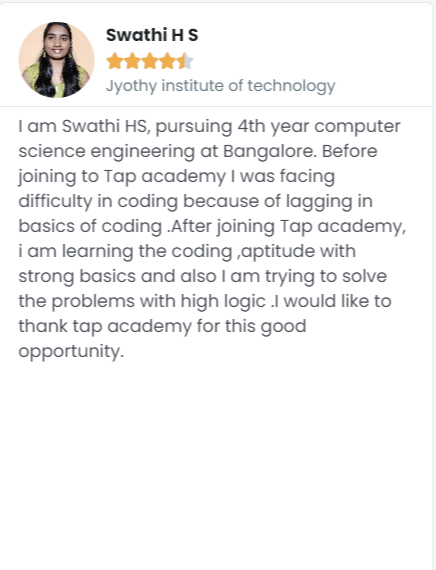 Swathi H S
Jyothy institute of technology
I am Swathi HS, pursuing 4th year computer
science engineering at Bangalore. Before
joining to Tap academy I was facing
difficulty in coding because of lagging in
basics of coding .After joining Tap academy,
i am learning the coding ,aptitude with
strong basics and also I am trying to solve
the problems with high logic .I would like to
thank tap academy for this good
opportunity.